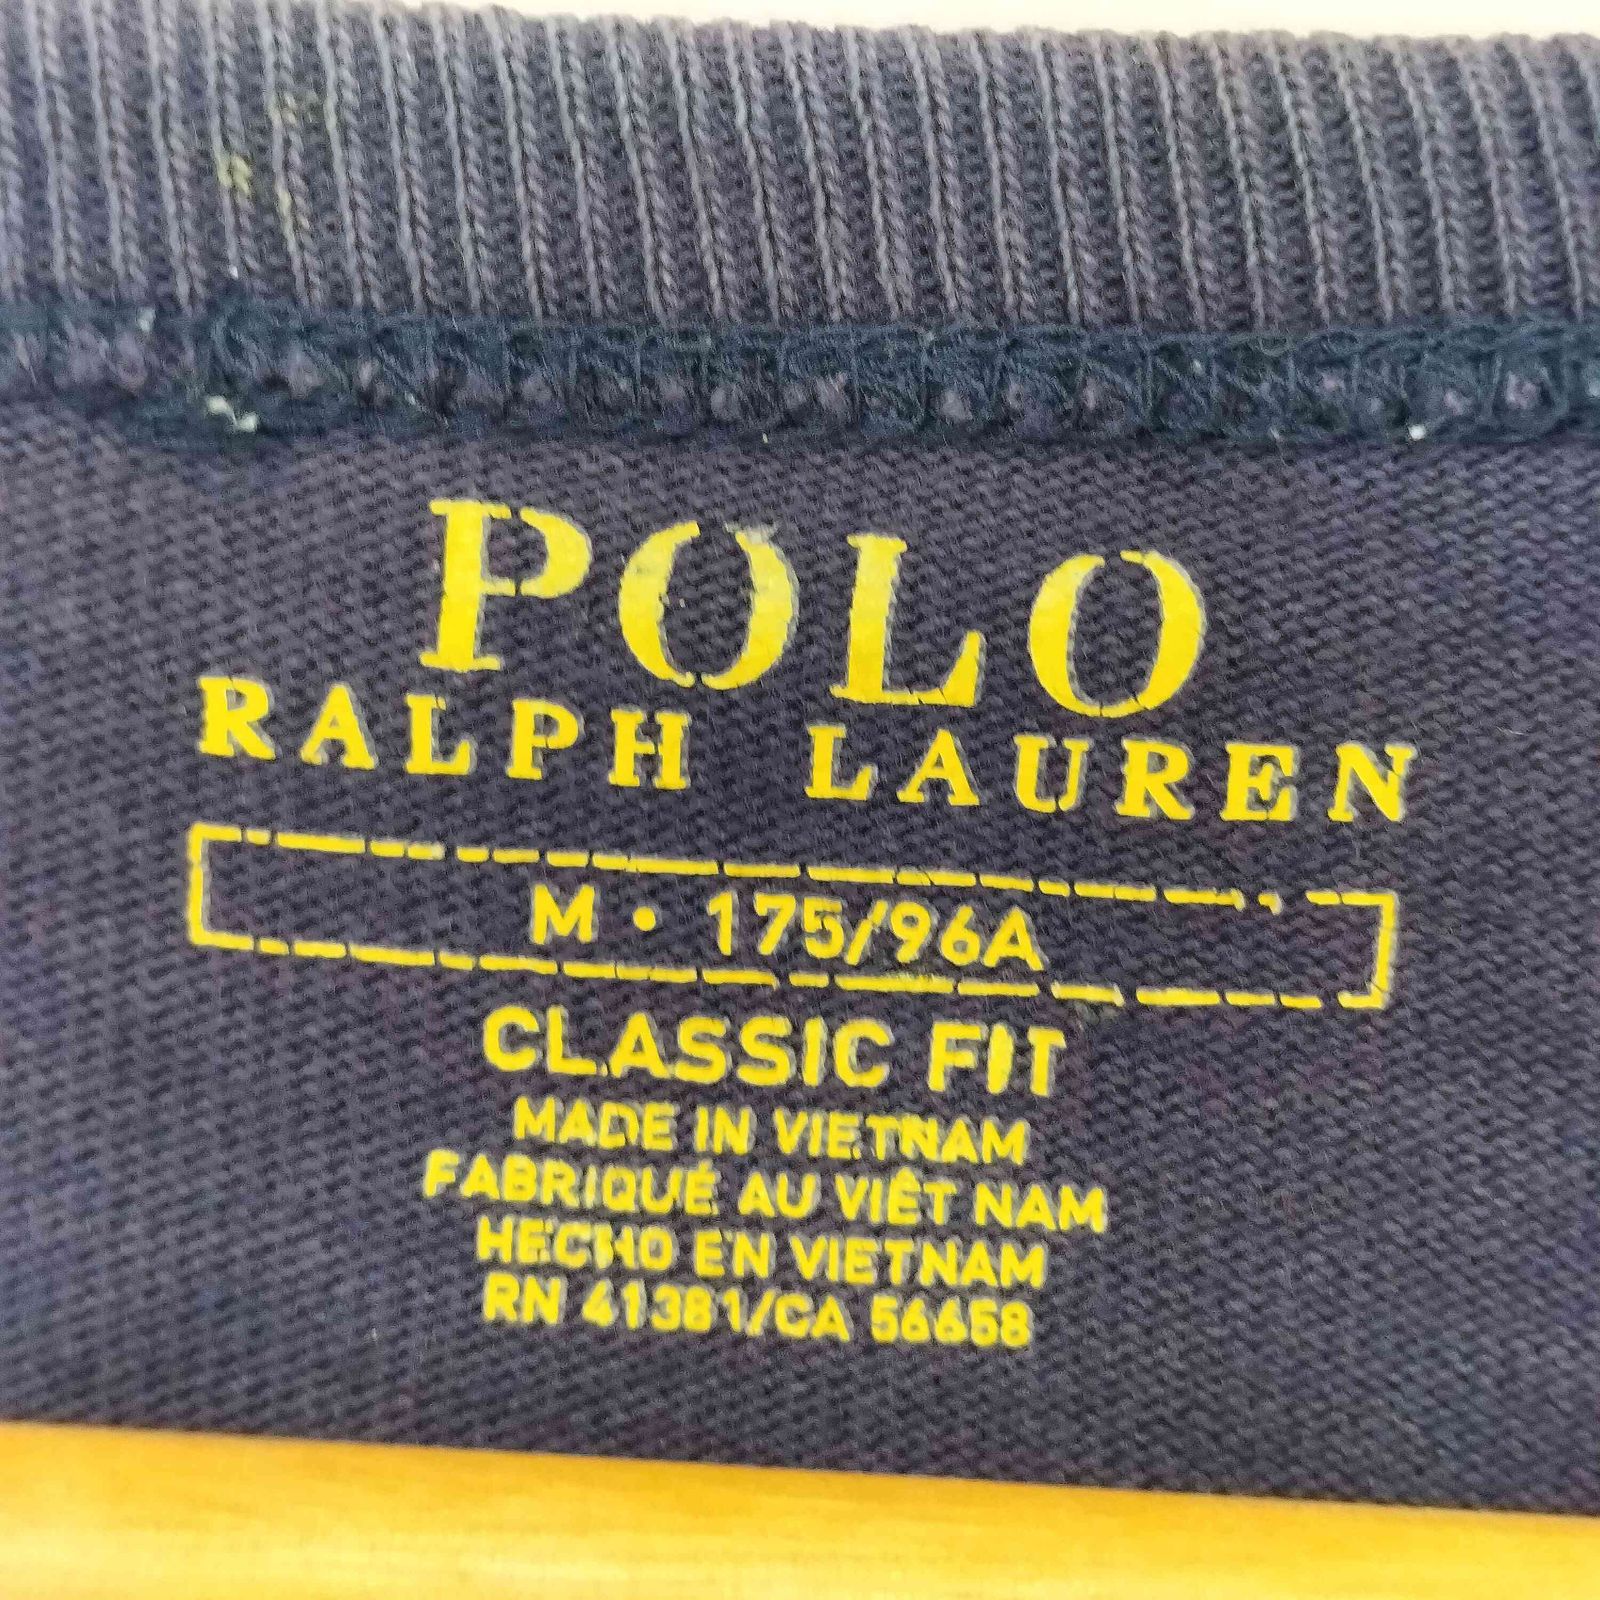 POLO
RALPH LAUREN
M • 175/96A
CLASSIC FIT
MADE IN VIETNAM
FABRIQUÉ AU VIÊT NAM
HECHO EN VIETNAM
RN 41381/CA 56658